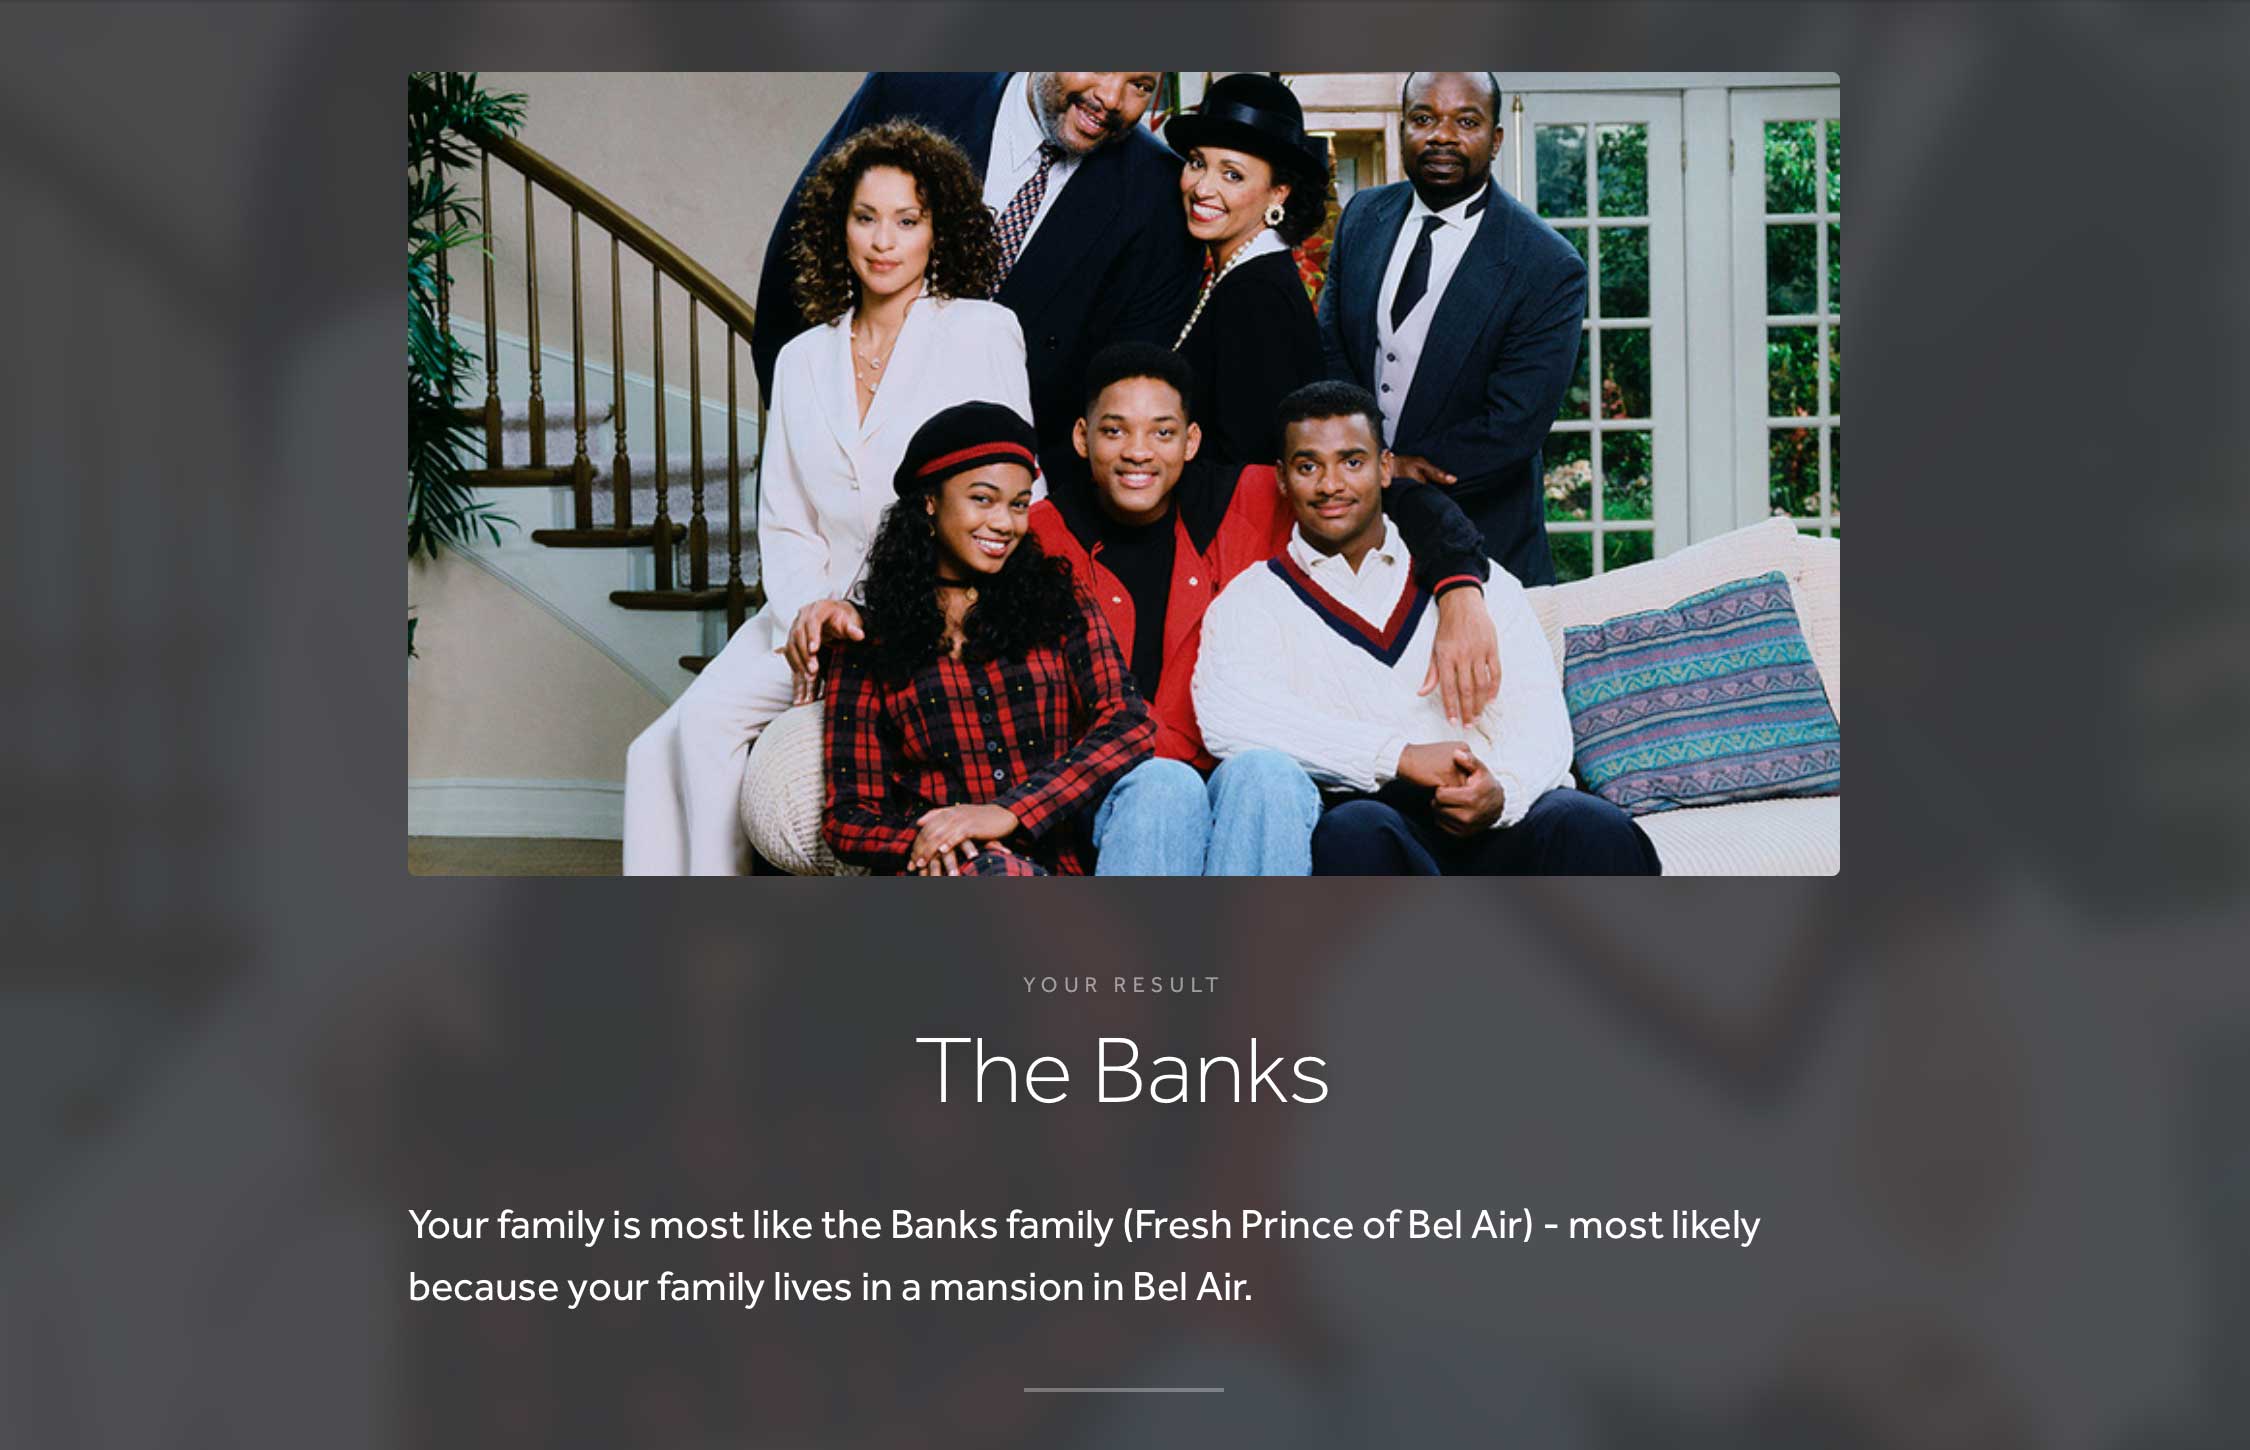 YOUR RESULT
The Banks
Your family is most like the Banks family (Fresh Prince of Bel Air) - most likely
because your family lives in a mansion in Bel Air.